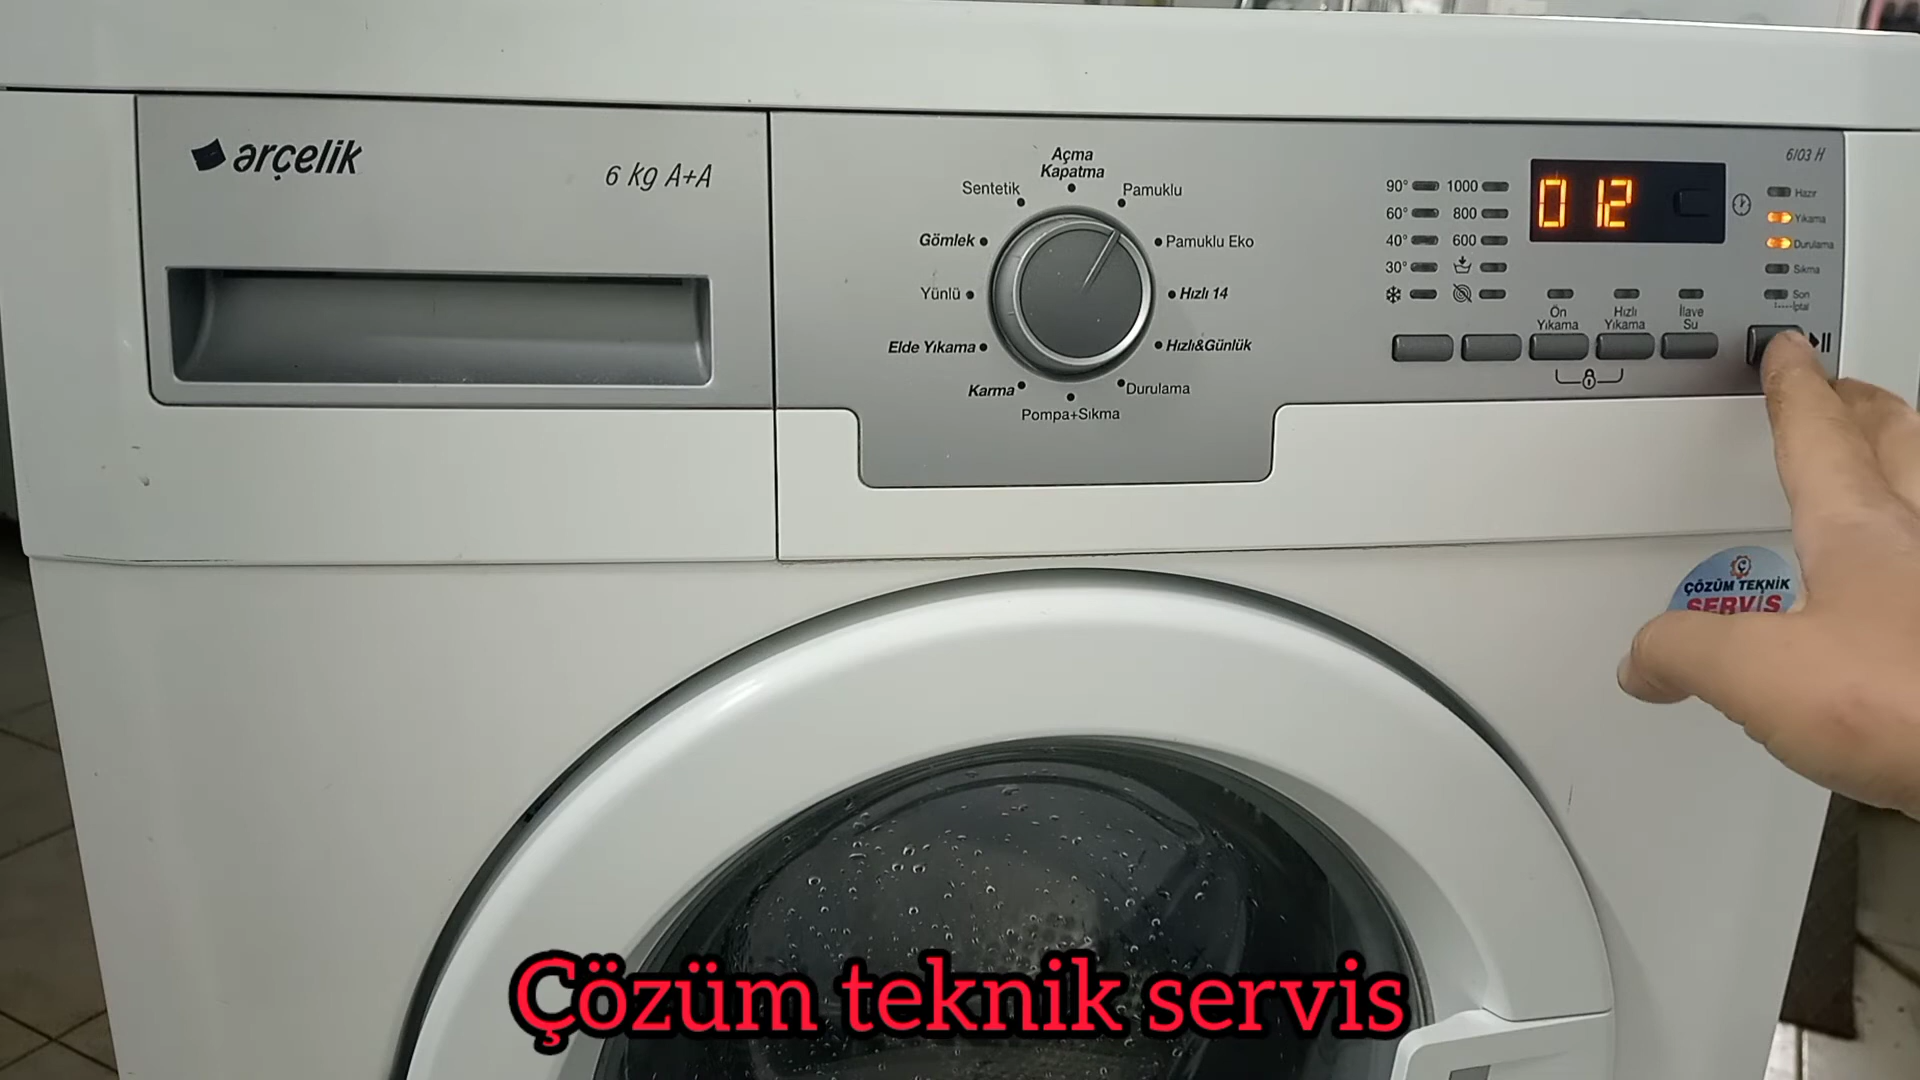 arçelik
6 kg A+A
Açma
Kapatma
Sentetik
Pamuklu
Gömlek
Pamuklu Eko
Yünlü
Hızlı 14
Elde Yıkama
Hızlı&Günlük
Karma
Durulama
Pompa+Sıkma
6103 H
90° 1000
60° 800
40° 600
30°
012
Hazır
Yıkama
Durulama
Sıkma
Son
İptal
Ön
Yıkama
Hızlı
Yıkama
İlave
Su
ÇÖZÜM TEKNİK
SERVİS
Çözüm teknik servis